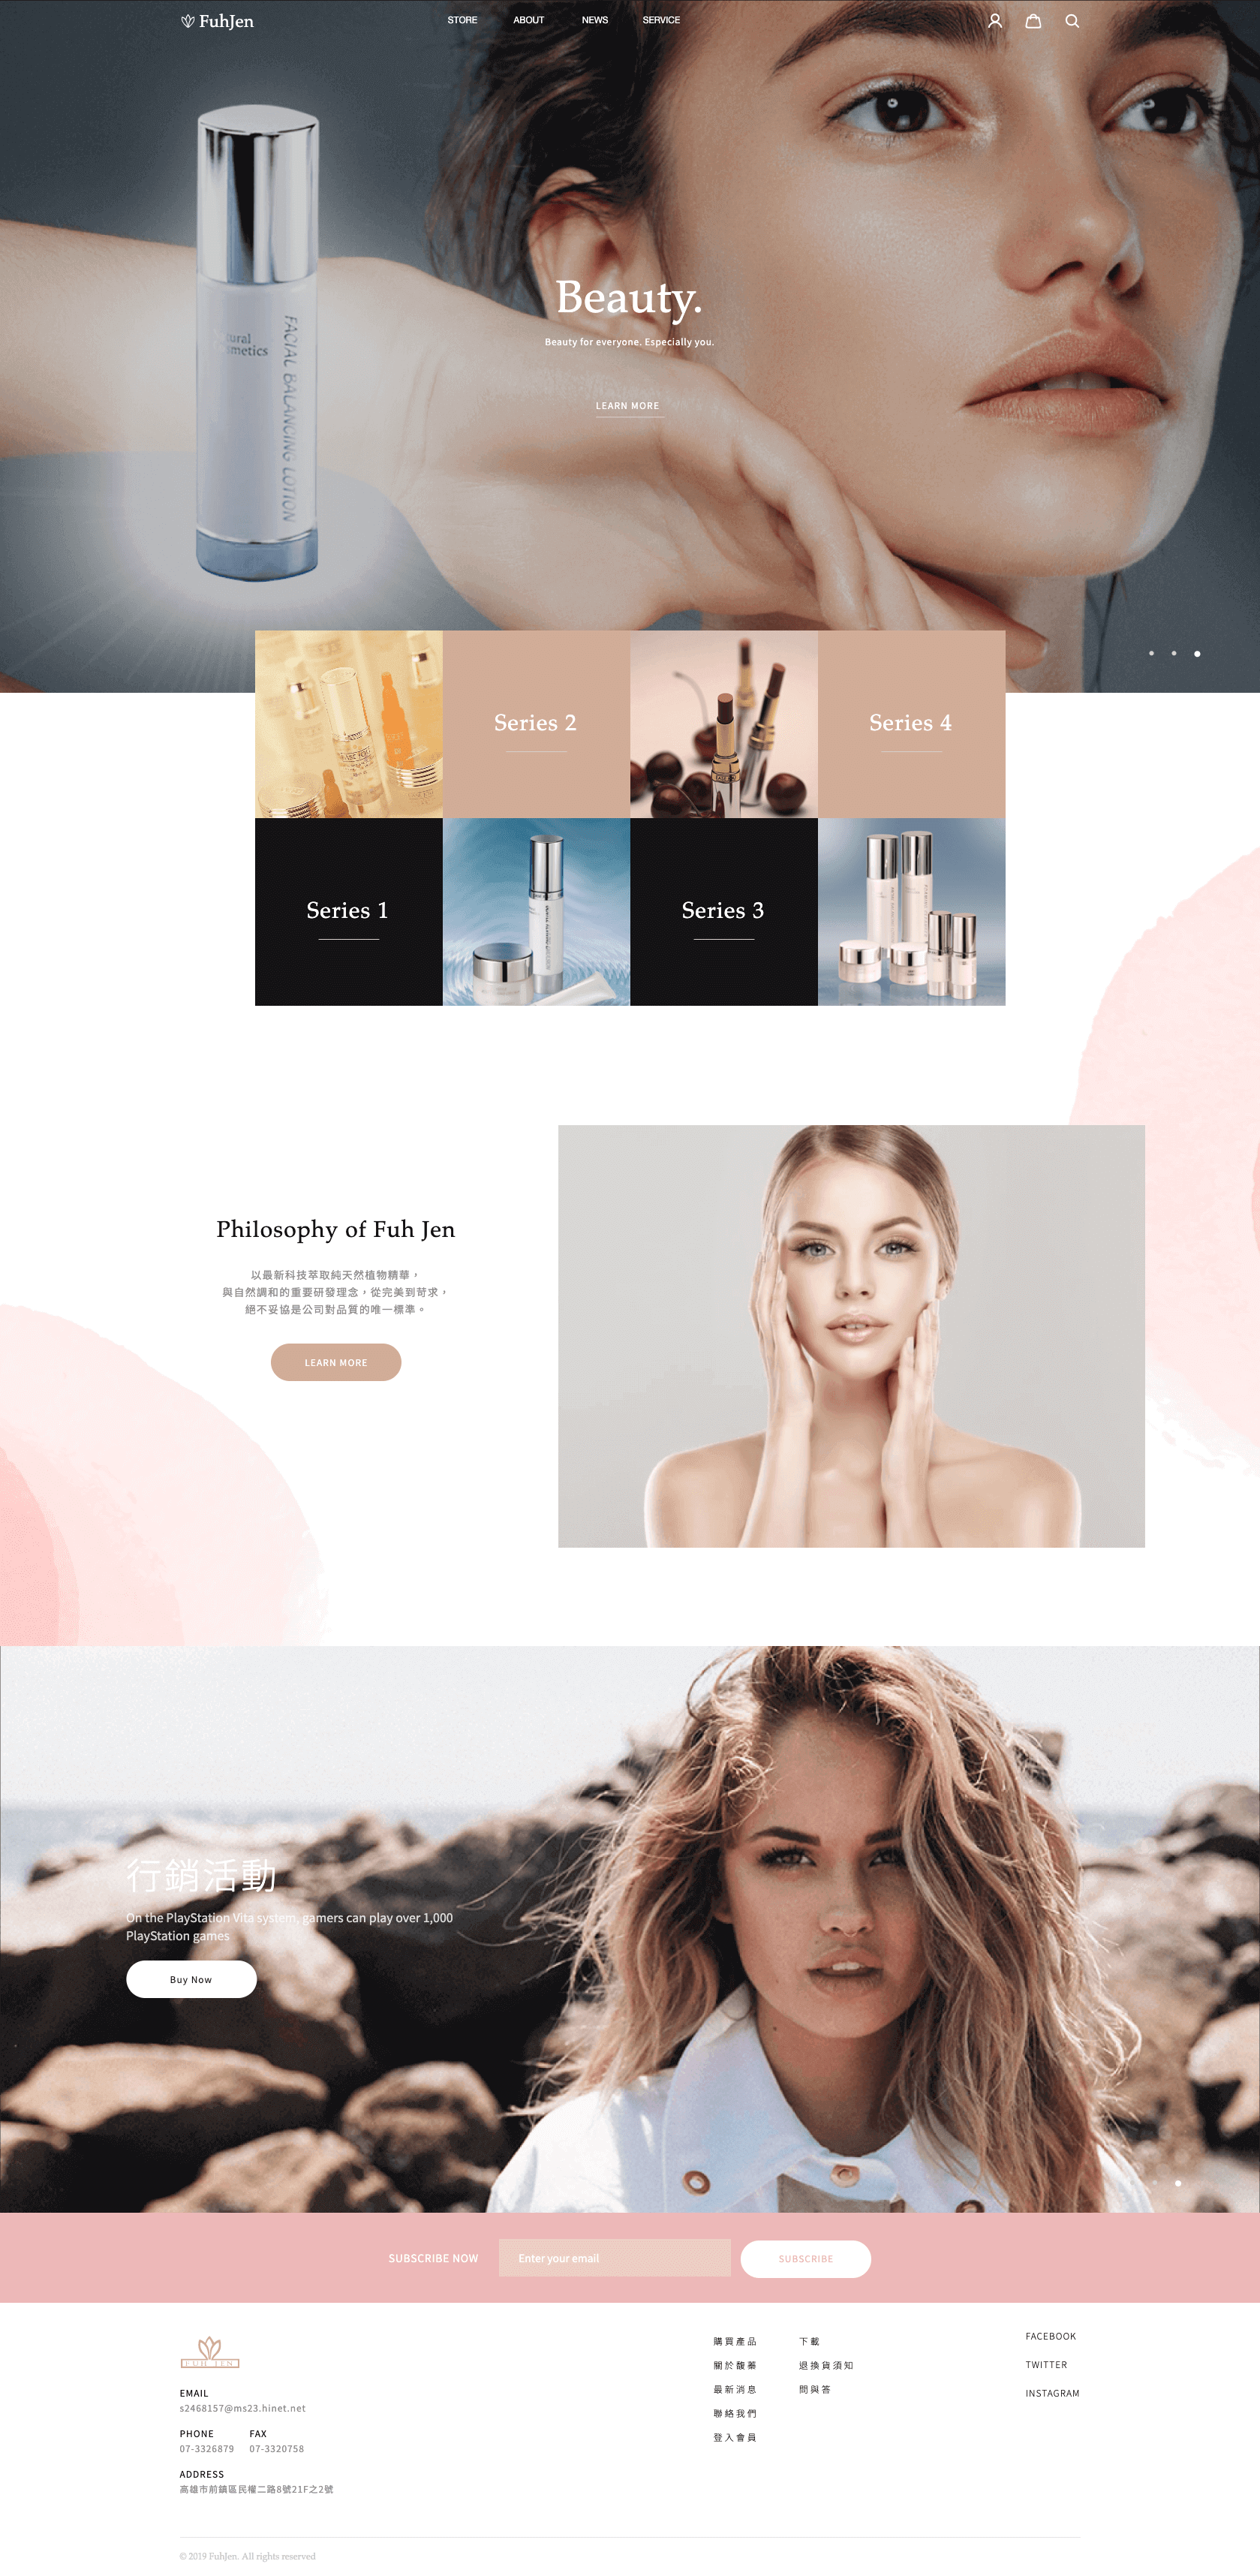 FuhJen
STORE
ABOUT
NEWS
SERVICE
FACIAL BALANCING LOTION
Beauty.
Beauty for everyone. Especially you.
LEARN MORE
Series 2
Series 4
Series 1
Series 3
Philosophy of Fuh Jen
以最新科技萃取純天然植物精華，
與自然調和的重要研發理念，從完美到苛求，
絕不妥協是公司對品質的唯一標準。
LEARN MORE
行銷活動
On the PlayStation Vita system, gamers can play over 1,000
PlayStation games
Buy Now
SUBSCRIBE NOW
Enter your email
SUBSCRIBE
FUH JEN
EMAIL
s2468157@ms23.hinet.net
PHONE
FAX
07-3326879
07-3320758
ADDRESS
高雄市前鎮區民權二路8號21F之2號
購買產品
關於馥蓁
最新消息
聯絡我們
登入會員
下載
退換貨須知
問與答
FACEBOOK
TWITTER
INSTAGRAM
© 2019 FuhJen. All rights reserved